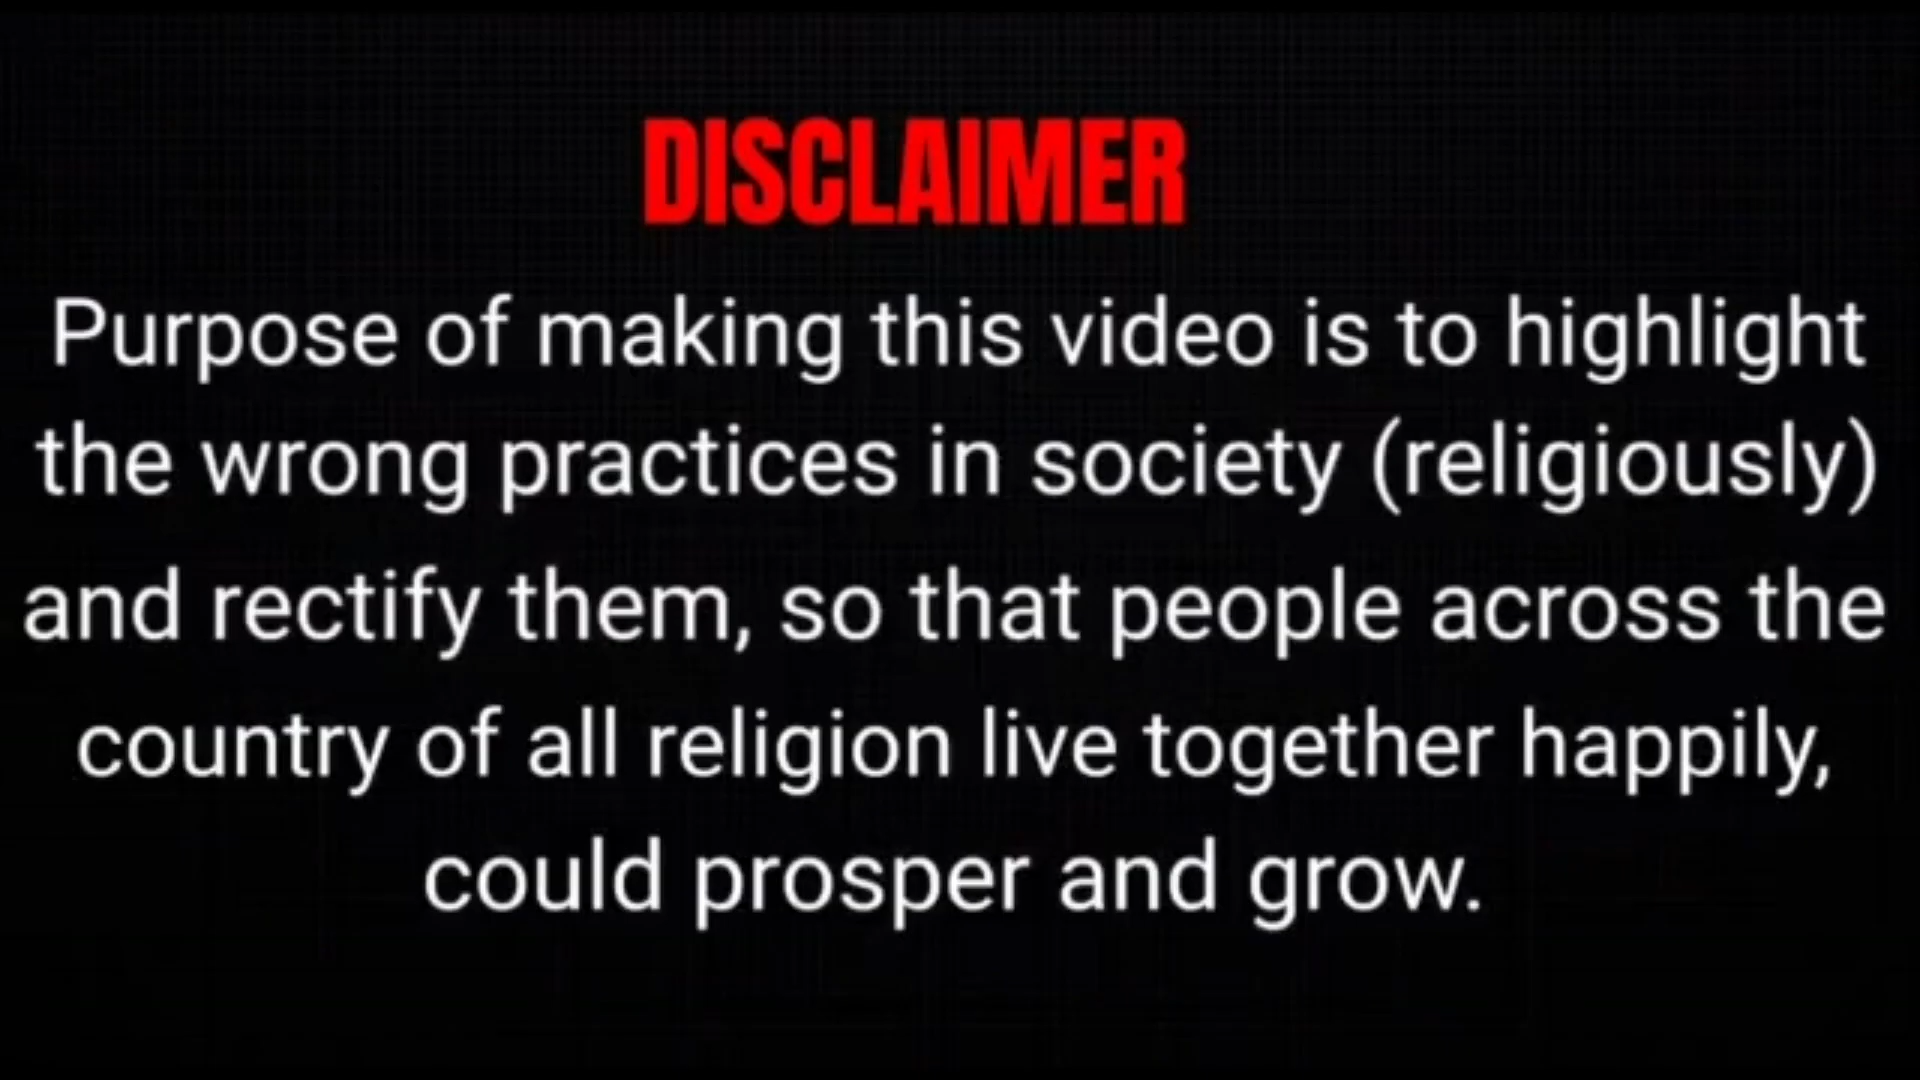 DISCLAIMER
Purpose of making this video is to highlight
the wrong practices in society (religiously)
and rectify them, so that people across the
country of all religion live together happily,
could prosper and grow.